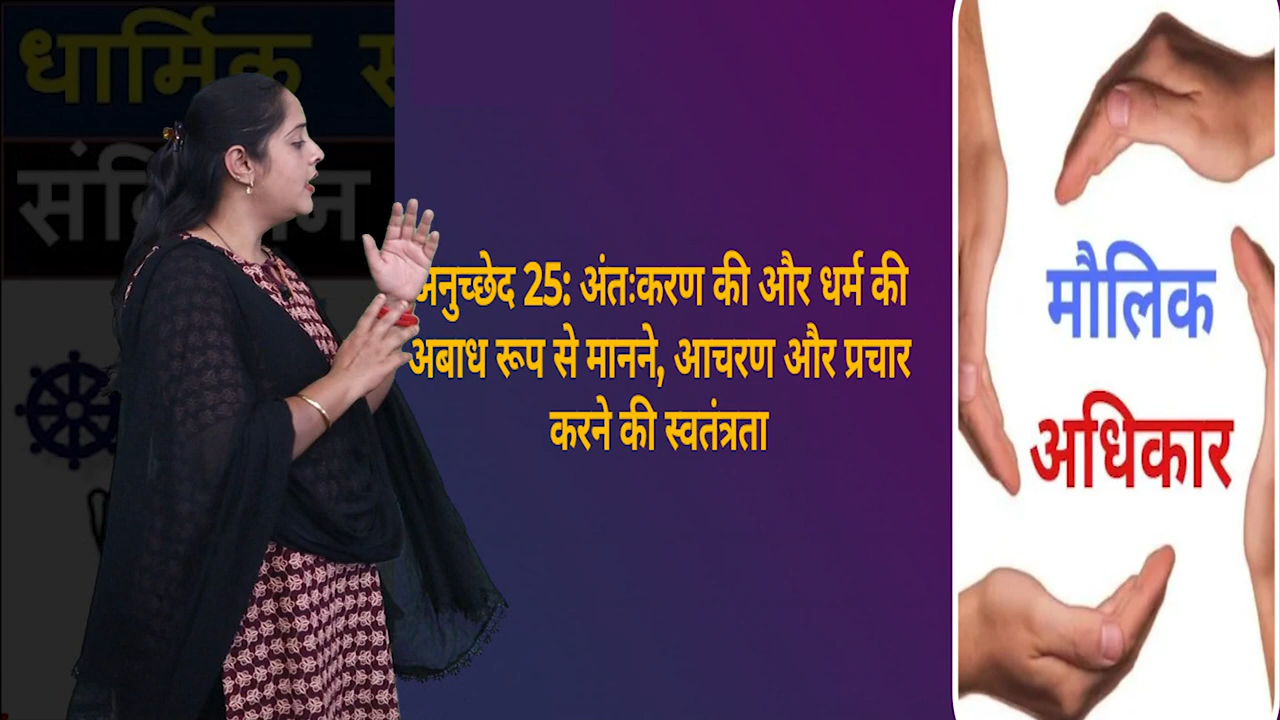 धार्मिक
अनुच्छेद 25: अंतःकरण की और धर्म की
अबाध रूप से मानने, आचरण और प्रचार
करने की स्वतंत्रता
मौलिक
अधिकार